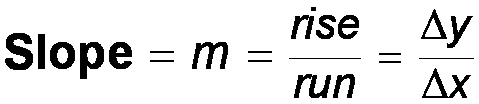 Slope = m = rise/run = Δy/Δx